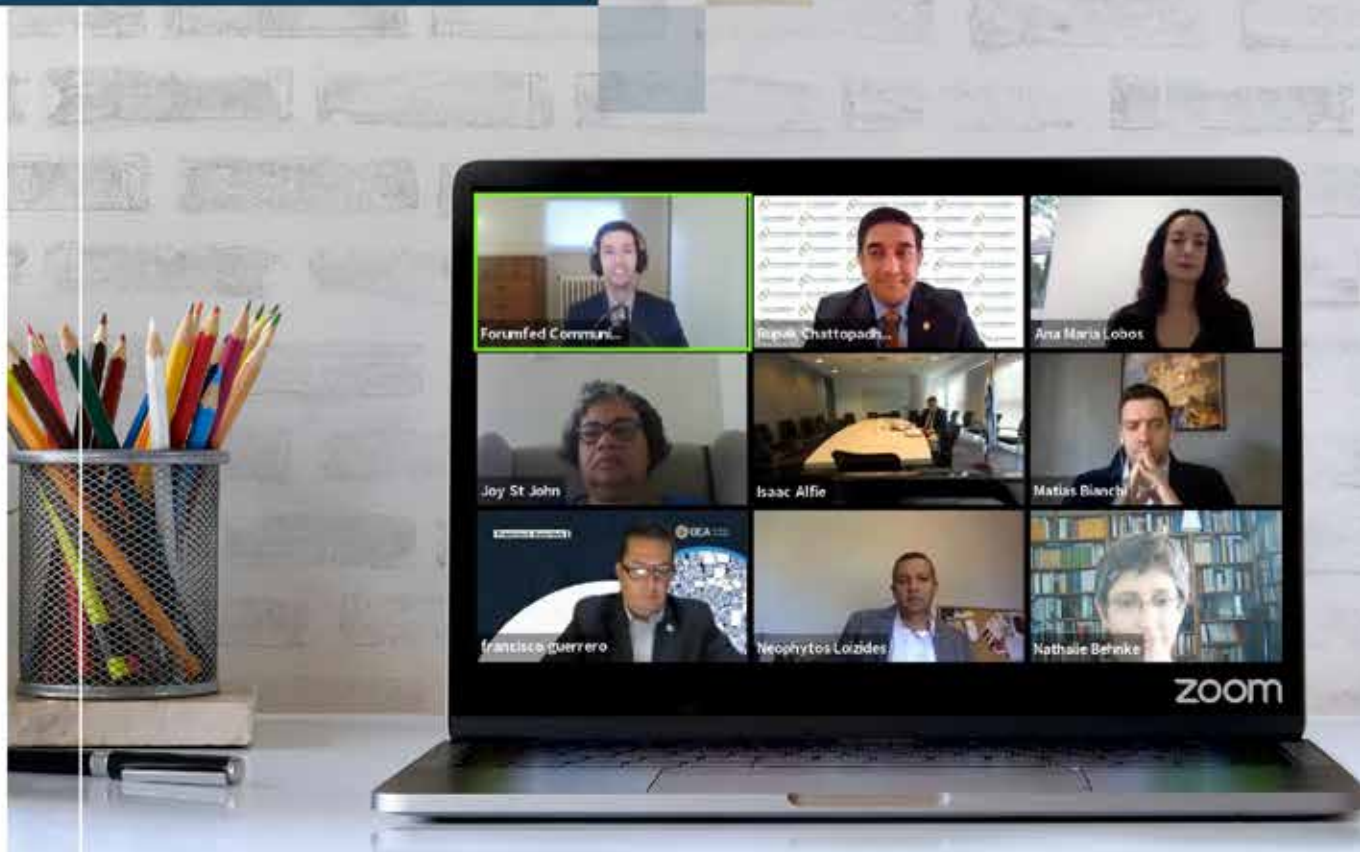 Forumfed Communi...
Rupak Chattopadh...
Ana Maria Lobos
Joy St John
Isaac Alfie
Matias Bianchi
OEA
francisco guerrero
Neophytos Loizides
Nathalie Behnke
zoom